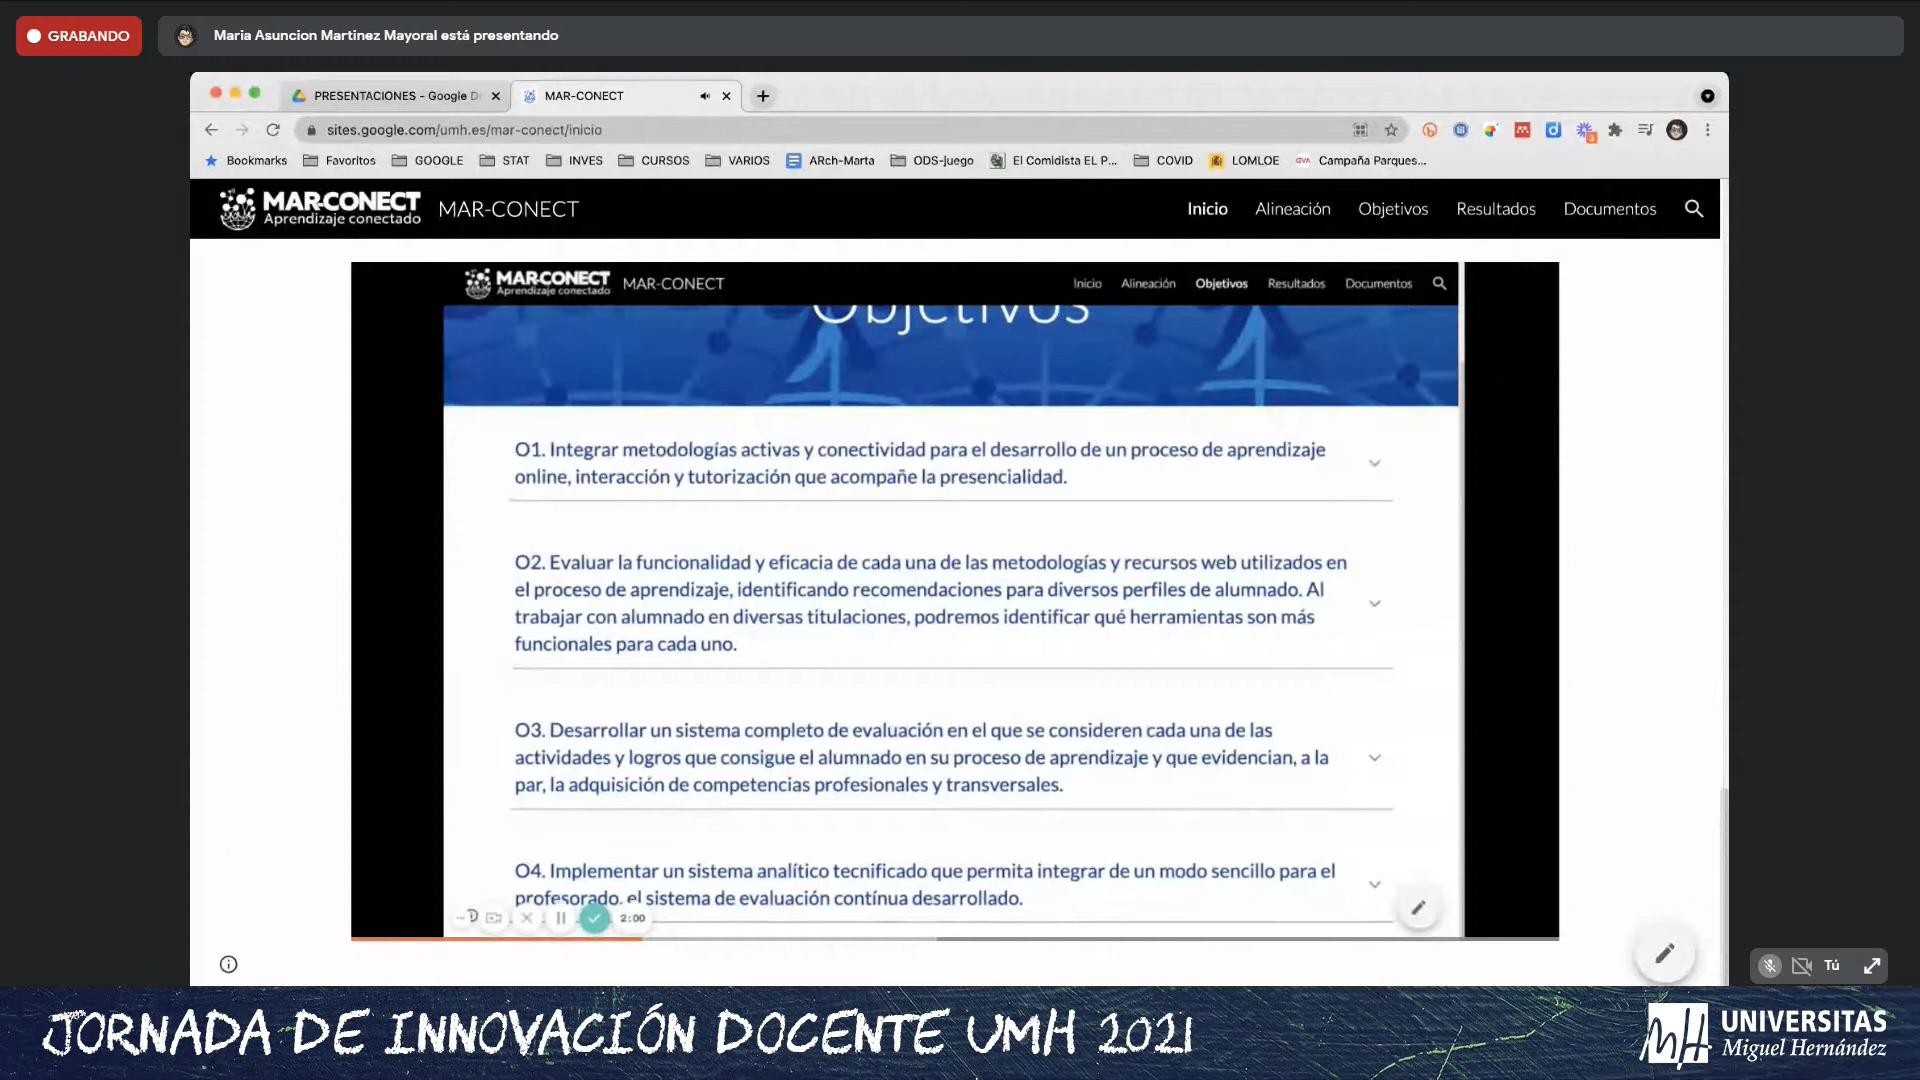 GRABANDO
Maria Asuncion Martinez Mayoral está presentando
PRESENTACIONES - Google Dr
MAR-CONECT
sites.google.com/umh.es/mar-conect/inicio
Bookmarks
Favoritos
GOOGLE
STAT
INVES
CURSOS
VARIOS
ARch-Marta
ODS-juego
El Comidista EL P...
COVID
LOMLOE
GVA
Campaña Parques...
MAR-CONECT
Aprendizaje conectado
MAR-CONECT
Inicio
Alineación
Objetivos
Resultados
Documentos
MAR-CONECT
Aprendizaje conectado
MAR-CONECT
Inicio
Alineación
Objetivos
Resultados
Documentos
Objetivos
O1. Integrar metodologías activas y conectividad para el desarrollo de un proceso de aprendizaje
online, interacción y tutorización que acompañe la presencialidad.
O2. Evaluar la funcionalidad y eficacia de cada una de las metodologías y recursos web utilizados en
el proceso de aprendizaje, identificando recomendaciones para diversos perfiles de alumnado. Al
trabajar con alumnado en diversas titulaciones, podremos identificar qué herramientas son más
funcionales para cada uno.
O3. Desarrollar un sistema completo de evaluación en el que se consideren cada una de las
actividades y logros que consigue el alumnado en su proceso de aprendizaje y que evidencian, a la
par, la adquisición de competencias profesionales y transversales.
O4. Implementar un sistema analítico tecnificado que permita integrar de un modo sencillo para el
profesorado, el sistema de evaluación contínua desarrollado.
2:00
Tú
JORNADA DE INNOVACIÓN DOCENTE UMH 2021
UNIVERSITAS
Miguel Hernández